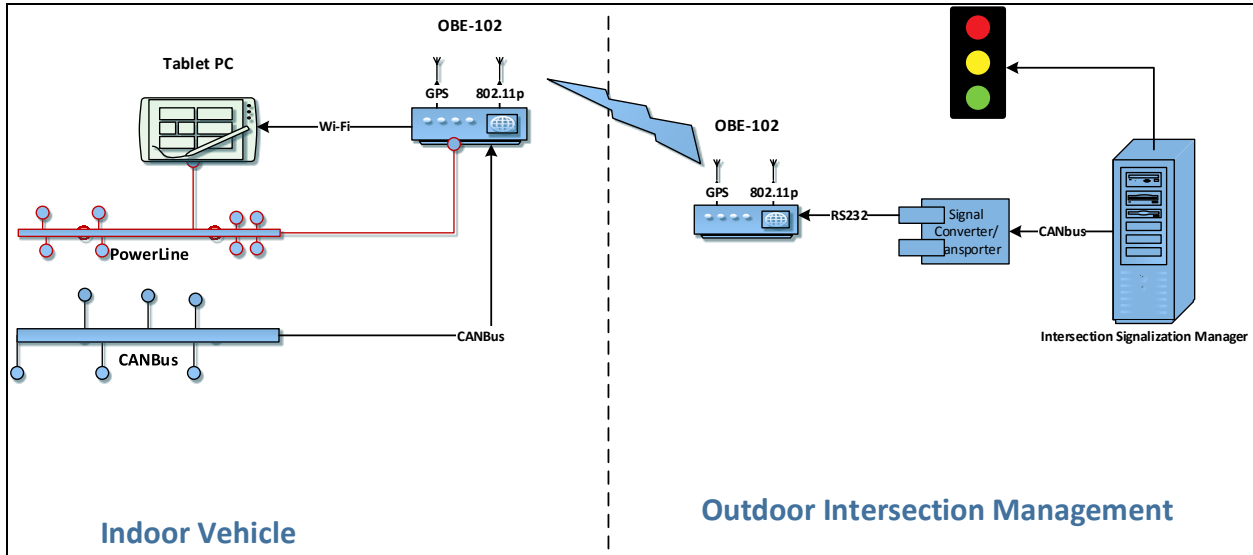 OBE-102
Tablet PC
GPS
802.11p
Wi-Fi
PowerLine
CANBus
CANBus
Indoor Vehicle
OBE-102
GPS
802.11p
RS232
Signal
Converter/
CANbus
Intersection Signalization Manager
Outdoor Intersection Management